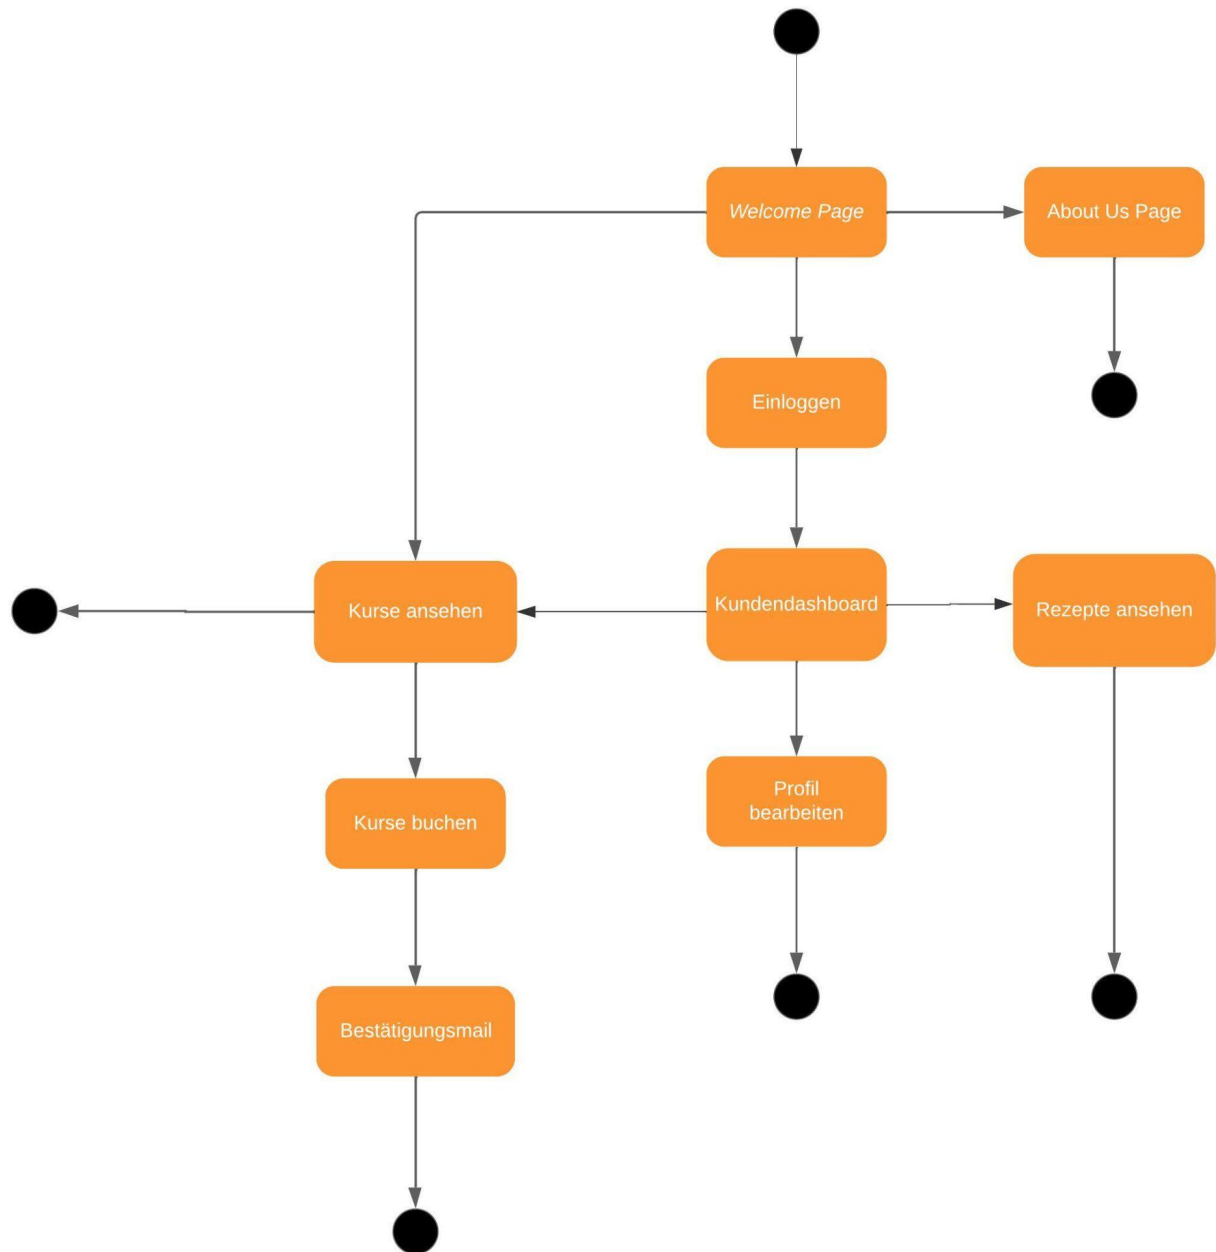 Welcome Page
About Us Page
Einloggen
Kurse ansehen
Kundendashboard
Rezepte ansehen
Profil
bearbeiten
Kurse buchen
Bestätigungsmail